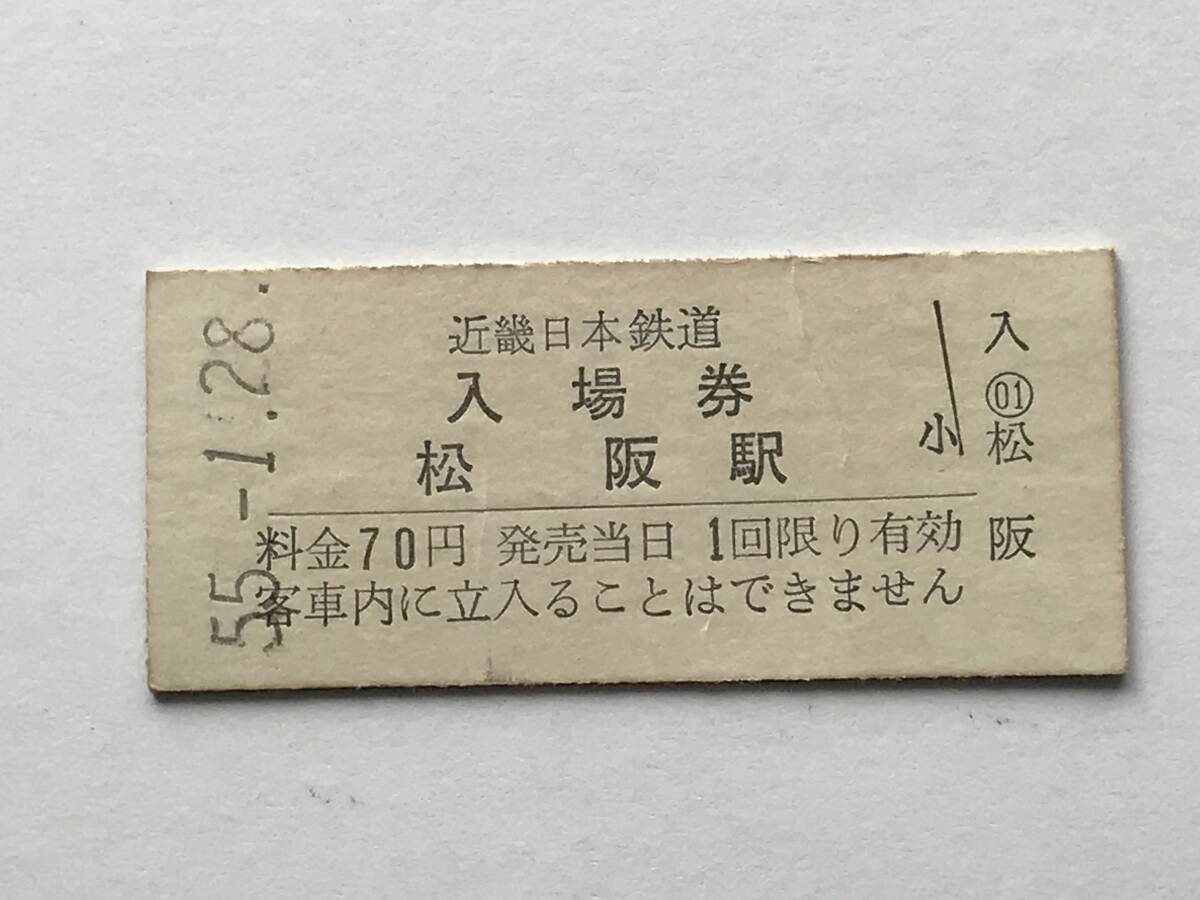 近畿日本鉄道
入場券
松阪駅
料金70円 発売当日 1回限り有効
客車内に立入ることはできません
小
入
01
松
阪
55-1.28.